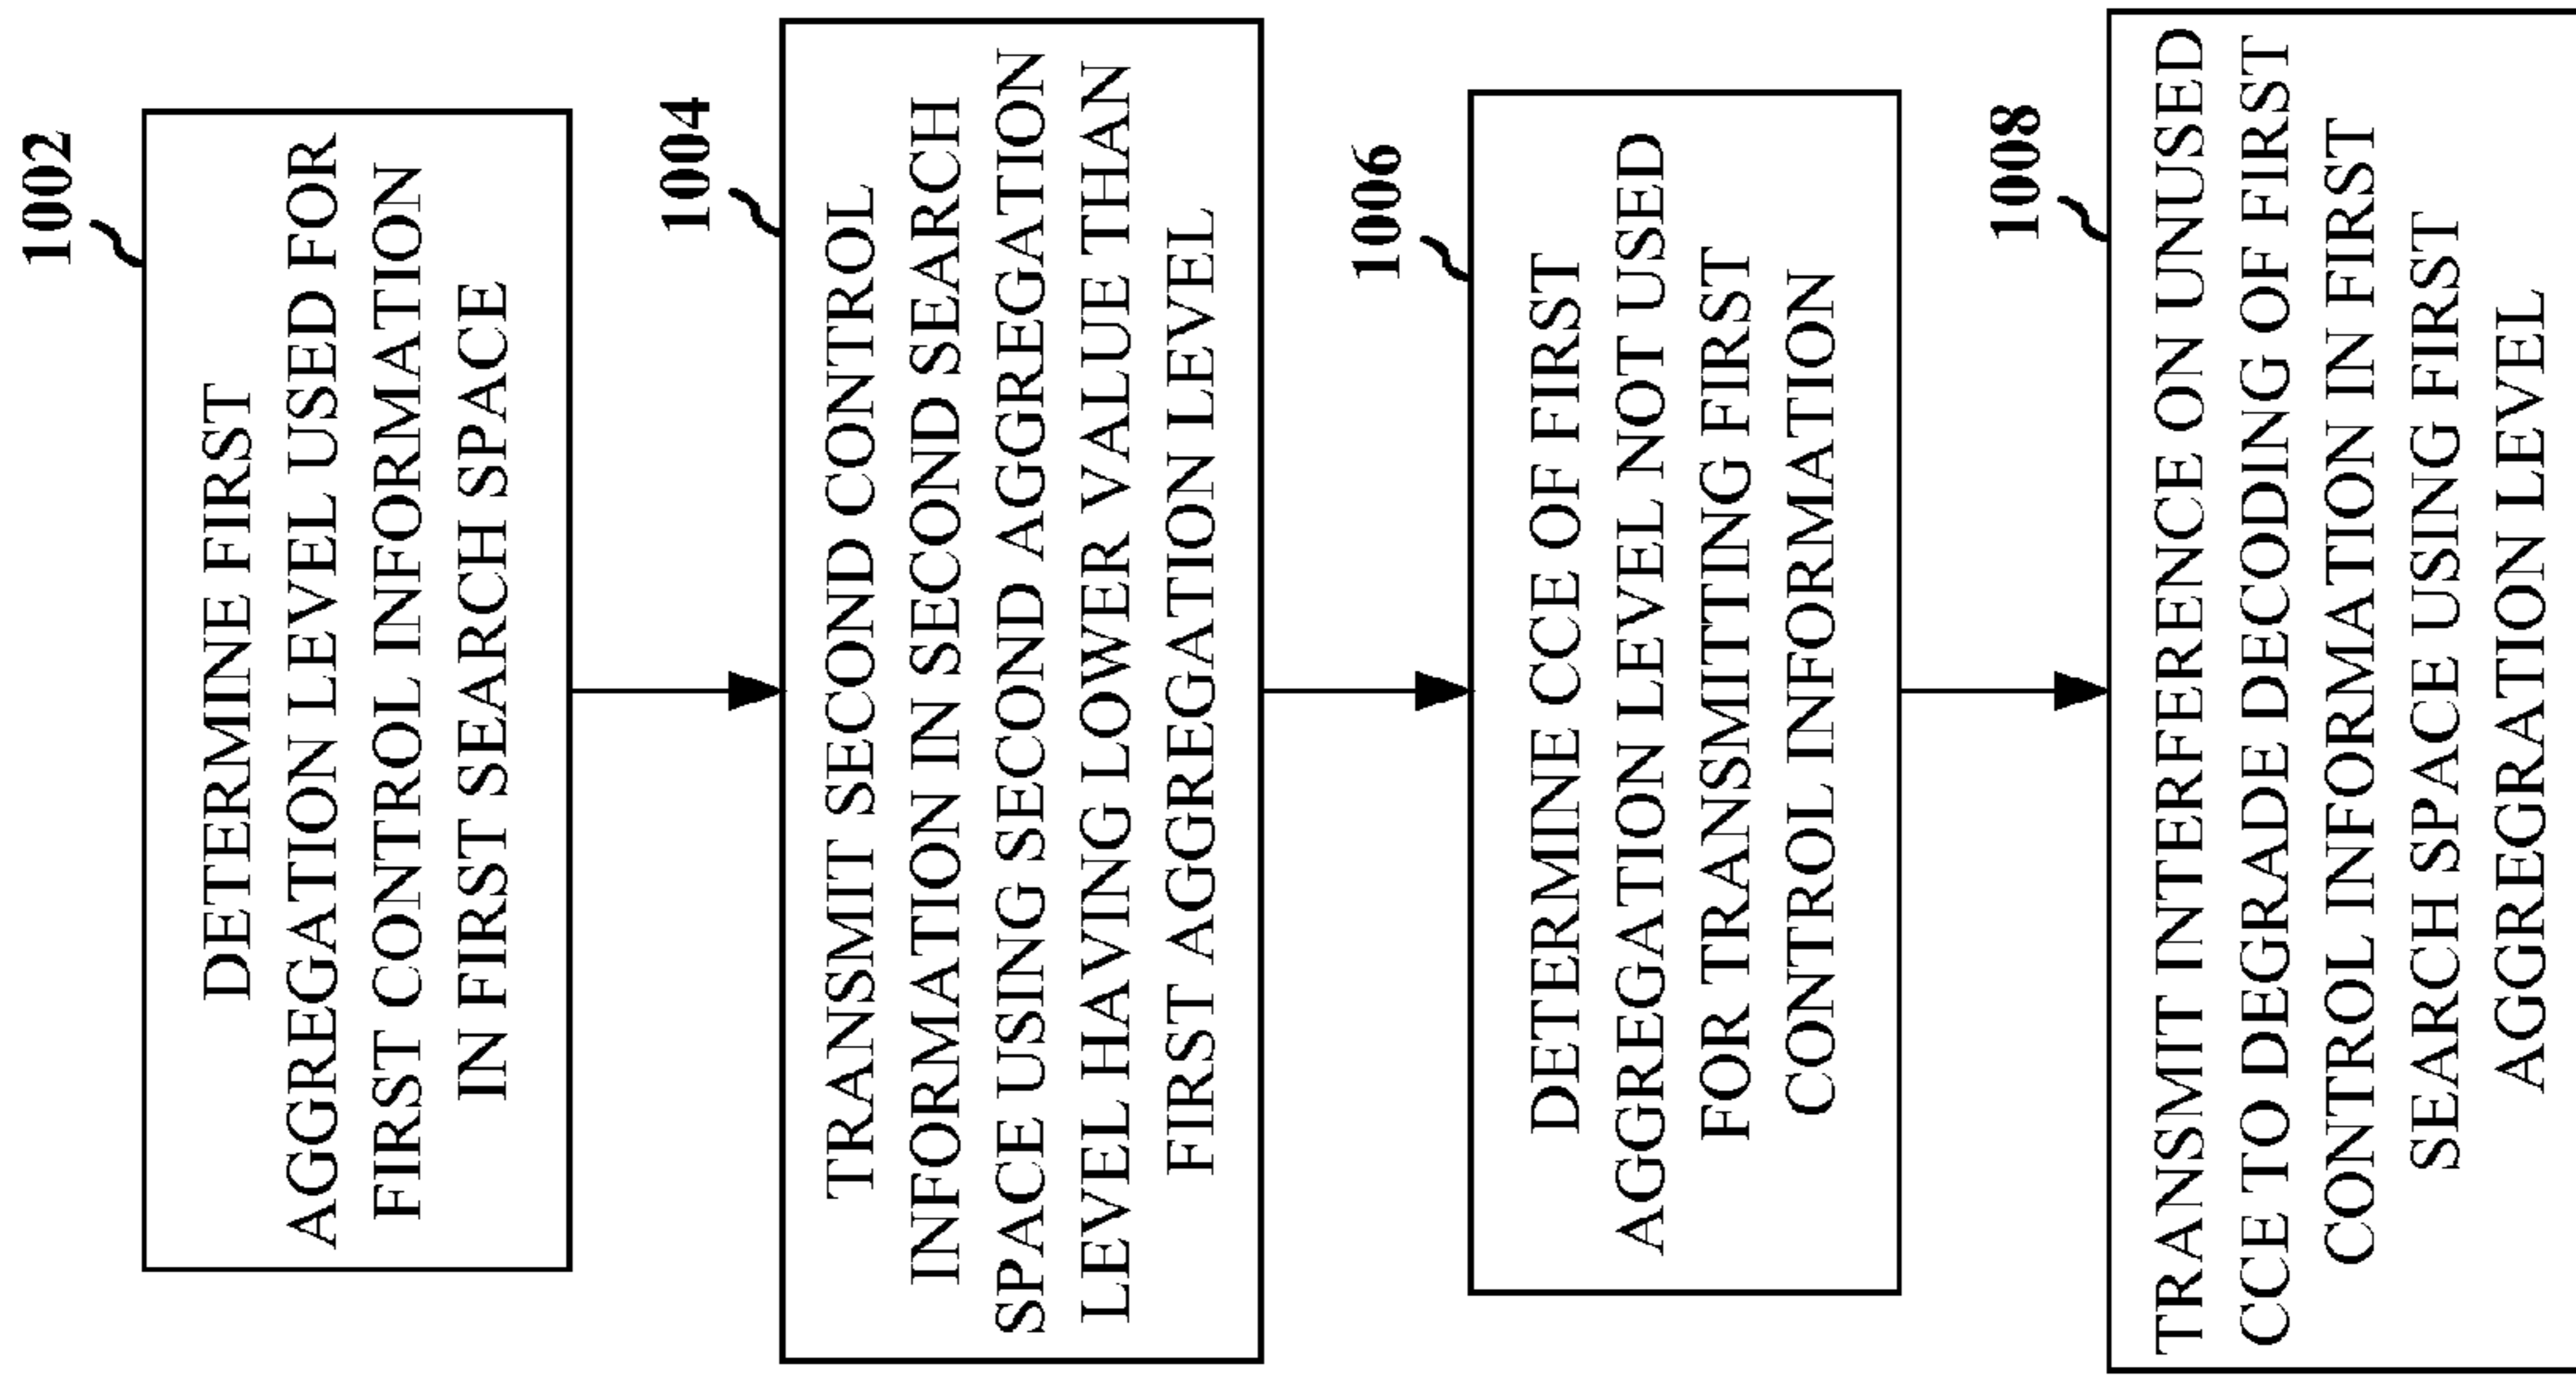 1002
DETERMINE FIRST
AGGREGATION LEVEL USED FOR
FIRST CONTROL INFORMATION
IN FIRST SEARCH SPACE
1004
TRANSMIT SECOND CONTROL
INFORMATION IN SECOND SEARCH
SPACE USING SECOND AGGREGATION
LEVEL HAVING LOWER VALUE THAN
FIRST AGGREGATION LEVEL
1006
DETERMINE CCE OF FIRST
AGGREGATION LEVEL NOT USED
FOR TRANSMITTING FIRST
CONTROL INFORMATION
1008
TRANSMIT INTERFERENCE ON UNUSED
CCE TO DEGRADE DECODING OF FIRST
CONTROL INFORMATION IN FIRST
SEARCH SPACE USING FIRST
AGGREGRATION LEVEL